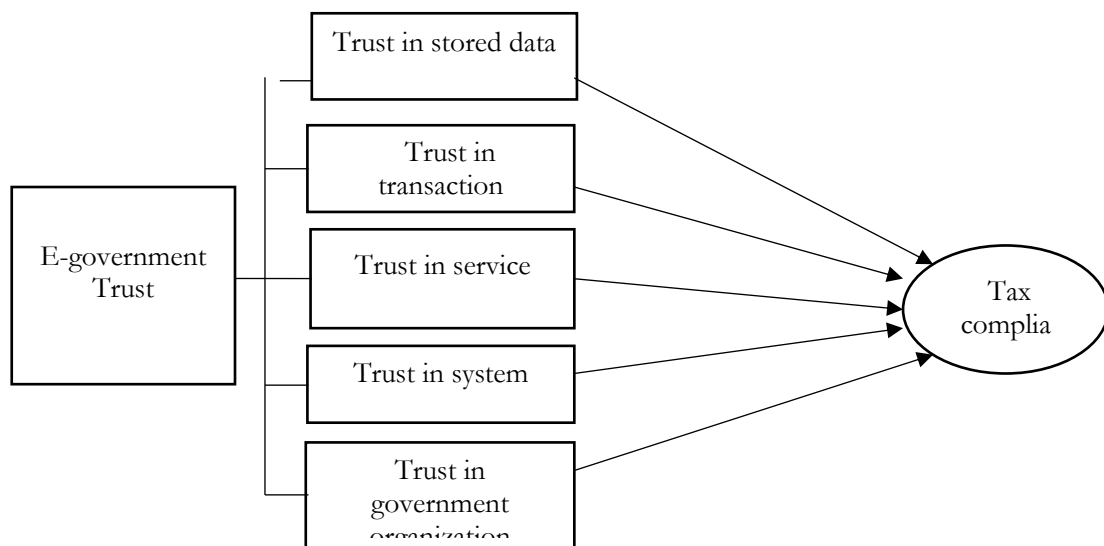 Trust in stored data
Trust in
transaction
E-government
Trust
Trust in service
Tax
complia
Trust in system
Trust in
government
organization